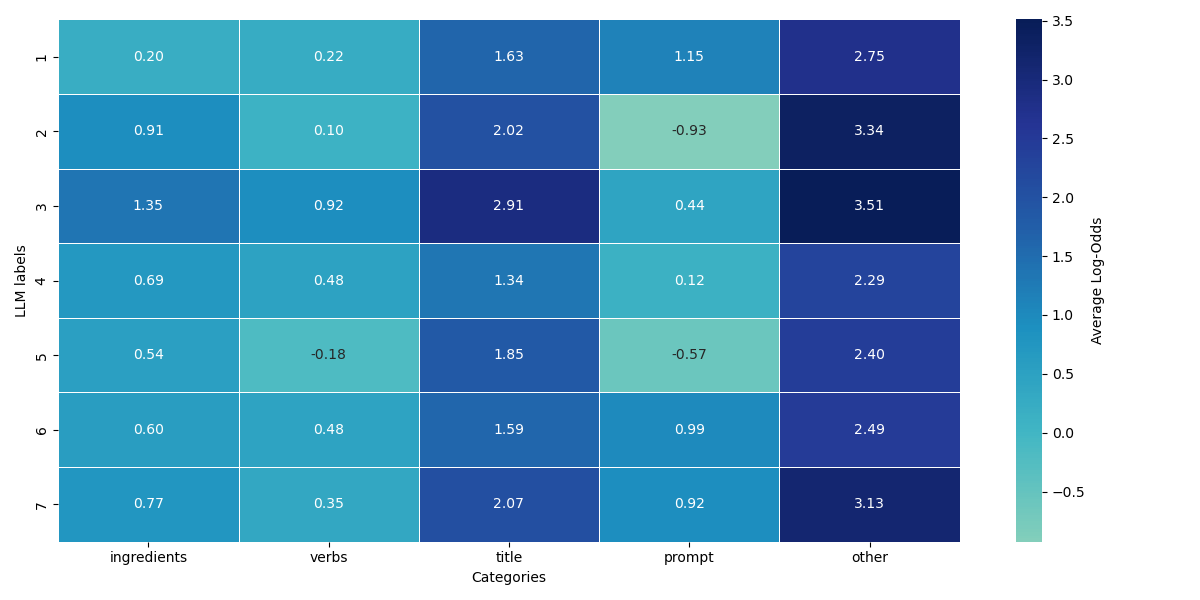 1 0.20 0.22 1.63 1.15 2.75
2 0.91 0.10 2.02 -0.93 3.34
3 1.35 0.92 2.91 0.44 3.51
4 0.69 0.48 1.34 0.12 2.29
5 0.54 -0.18 1.85 -0.57 2.40
6 0.60 0.48 1.59 0.99 2.49
7 0.77 0.35 2.07 0.92 3.13
LLM labels
ingredients verbs title prompt other
Categories
3.5
3.0
2.5
2.0
1.5
1.0
0.5
0.0
−0.5
Average Log-Odds